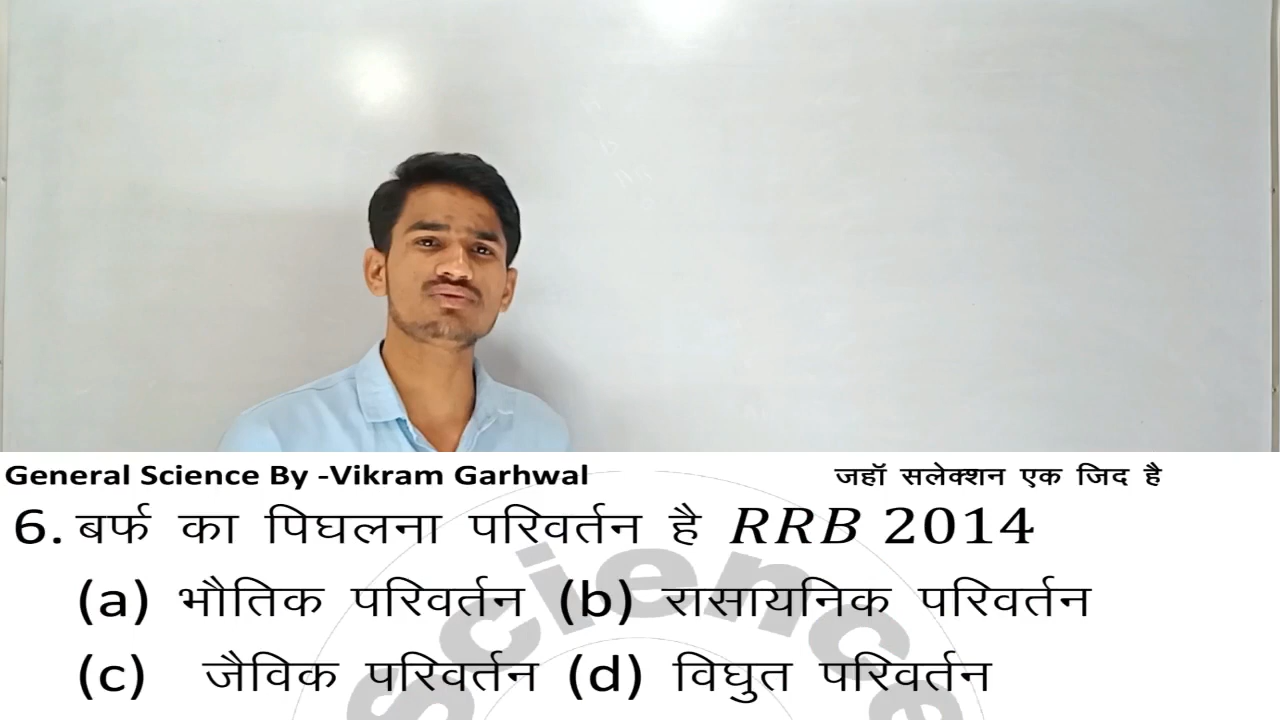 General Science By -Vikram Garhwal जहॉ सलेक्शन एक जिद है
6. बर्फ का पिघलना परिवर्तन है RRB 2014
(a) भौतिक परिवर्तन (b) रासायनिक परिवर्तन
(c) जैविक परिवर्तन (d) विघुत परिवर्तन
Science